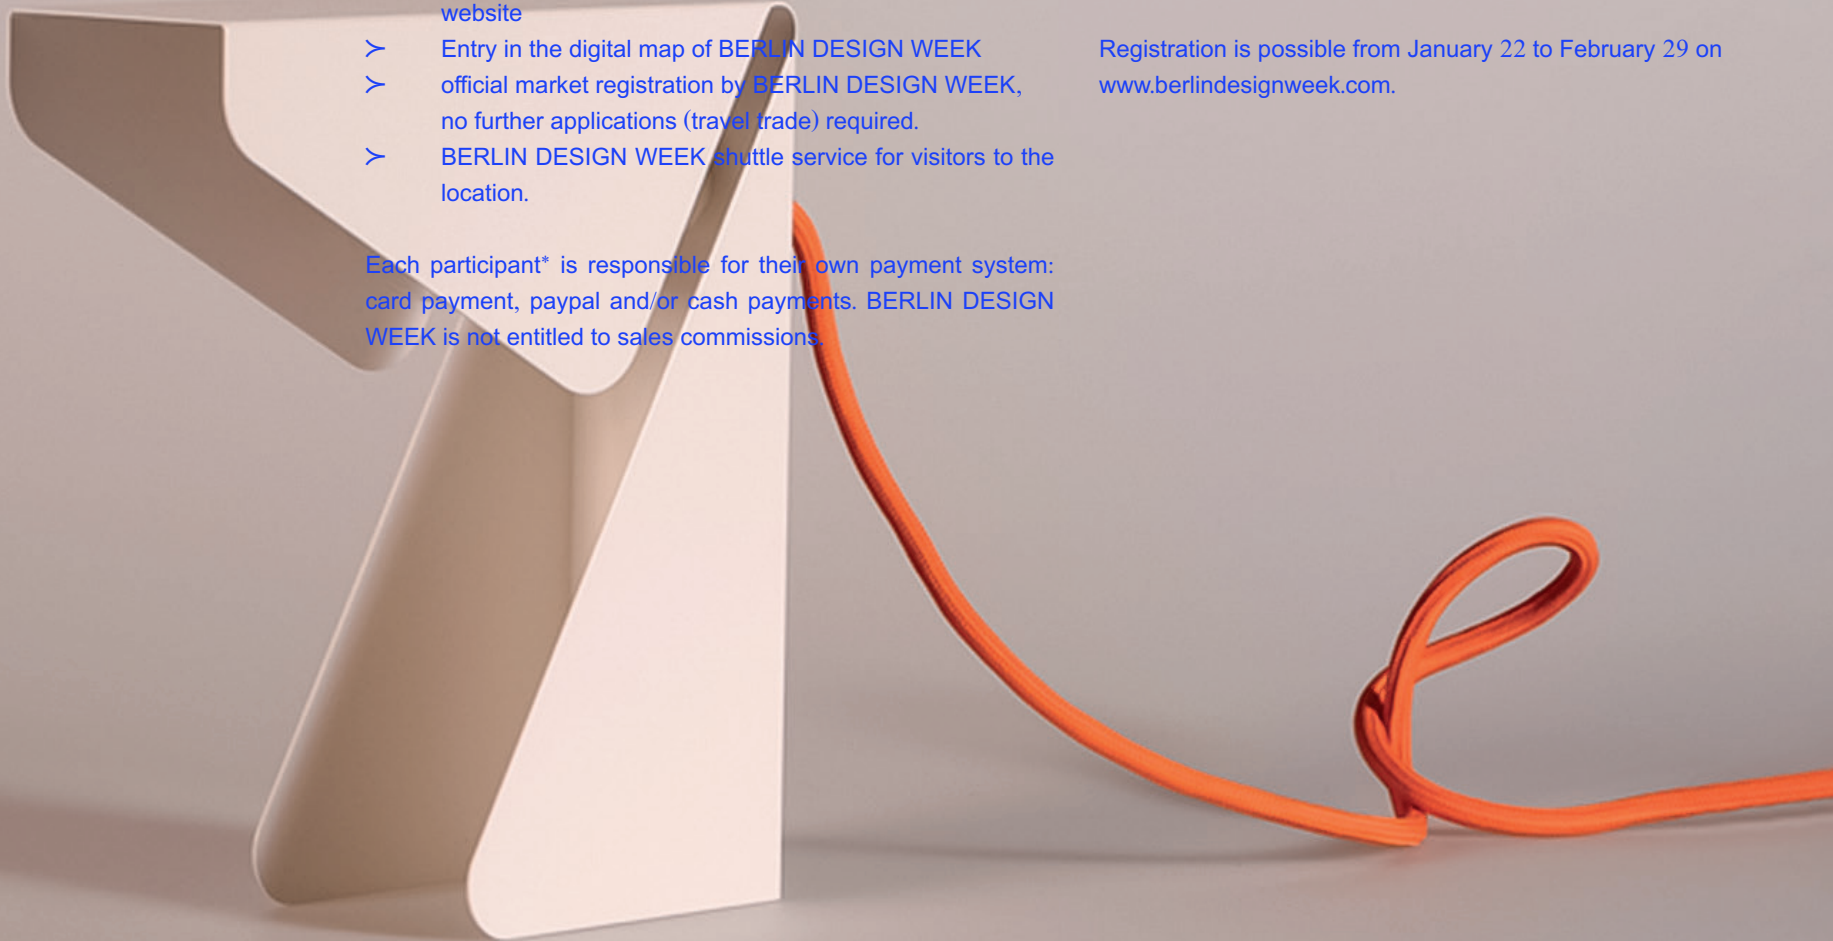 website
≻ Entry in the digital map of BERLIN DESIGN WEEK
≻ official market registration by BERLIN DESIGN WEEK,
no further applications (travel trade) required.
≻ BERLIN DESIGN WEEK shuttle service for visitors to the
location.
Each participant* is responsible for their own payment system:
card payment, paypal and/or cash payments. BERLIN DESIGN
WEEK is not entitled to sales commissions.
Registration is possible from January 22 to February 29 on
www.berlindesignweek.com.